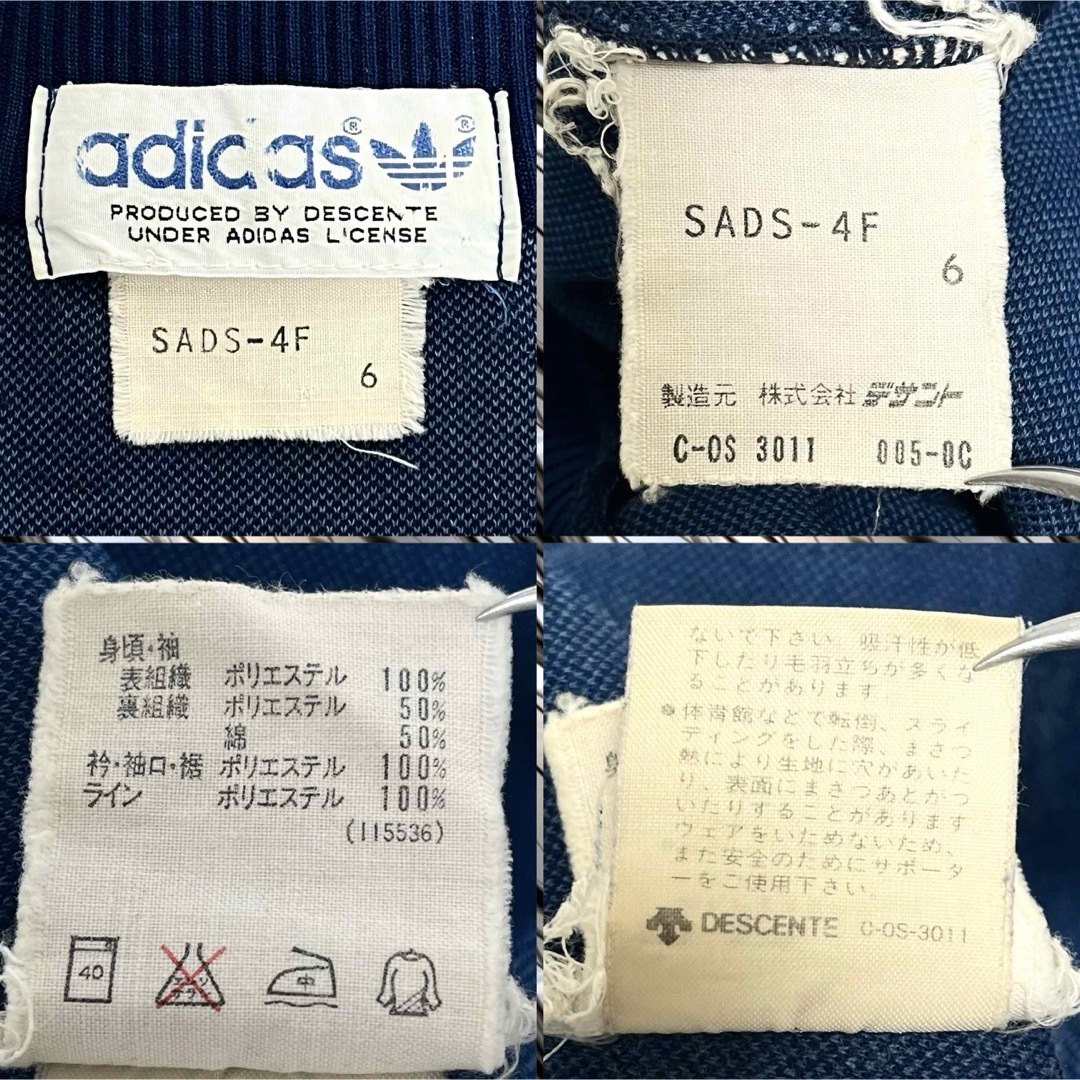 adidas® ®
PRODUCED BY DESCENTE
UNDER ADIDAS LICENSE
SADS-4F
6
SADS-4F
6
製造元 株式会社 デサント
C-OS 3011 005-0C
身頃・袖
表組織 ポリエステル 100%
裏組織 ポリエステル 50%
綿 50%
衿・袖口・裾 ポリエステル 100%
ライン ポリエステル 100%
(115536)
40
中
ないで下さい 吸汗性が低
下したり毛羽立ちが多くな
ることがあります
●体育館などで転倒、スライ
ディングをした際、まさつ
熱により生地に穴があいた
り、表面にまさつあとがつ
いたりすることがあります
ウェアをいためないため、
また安全のためにサポータ
ーをご使用下さい。
DESCENTE C-OS-3011